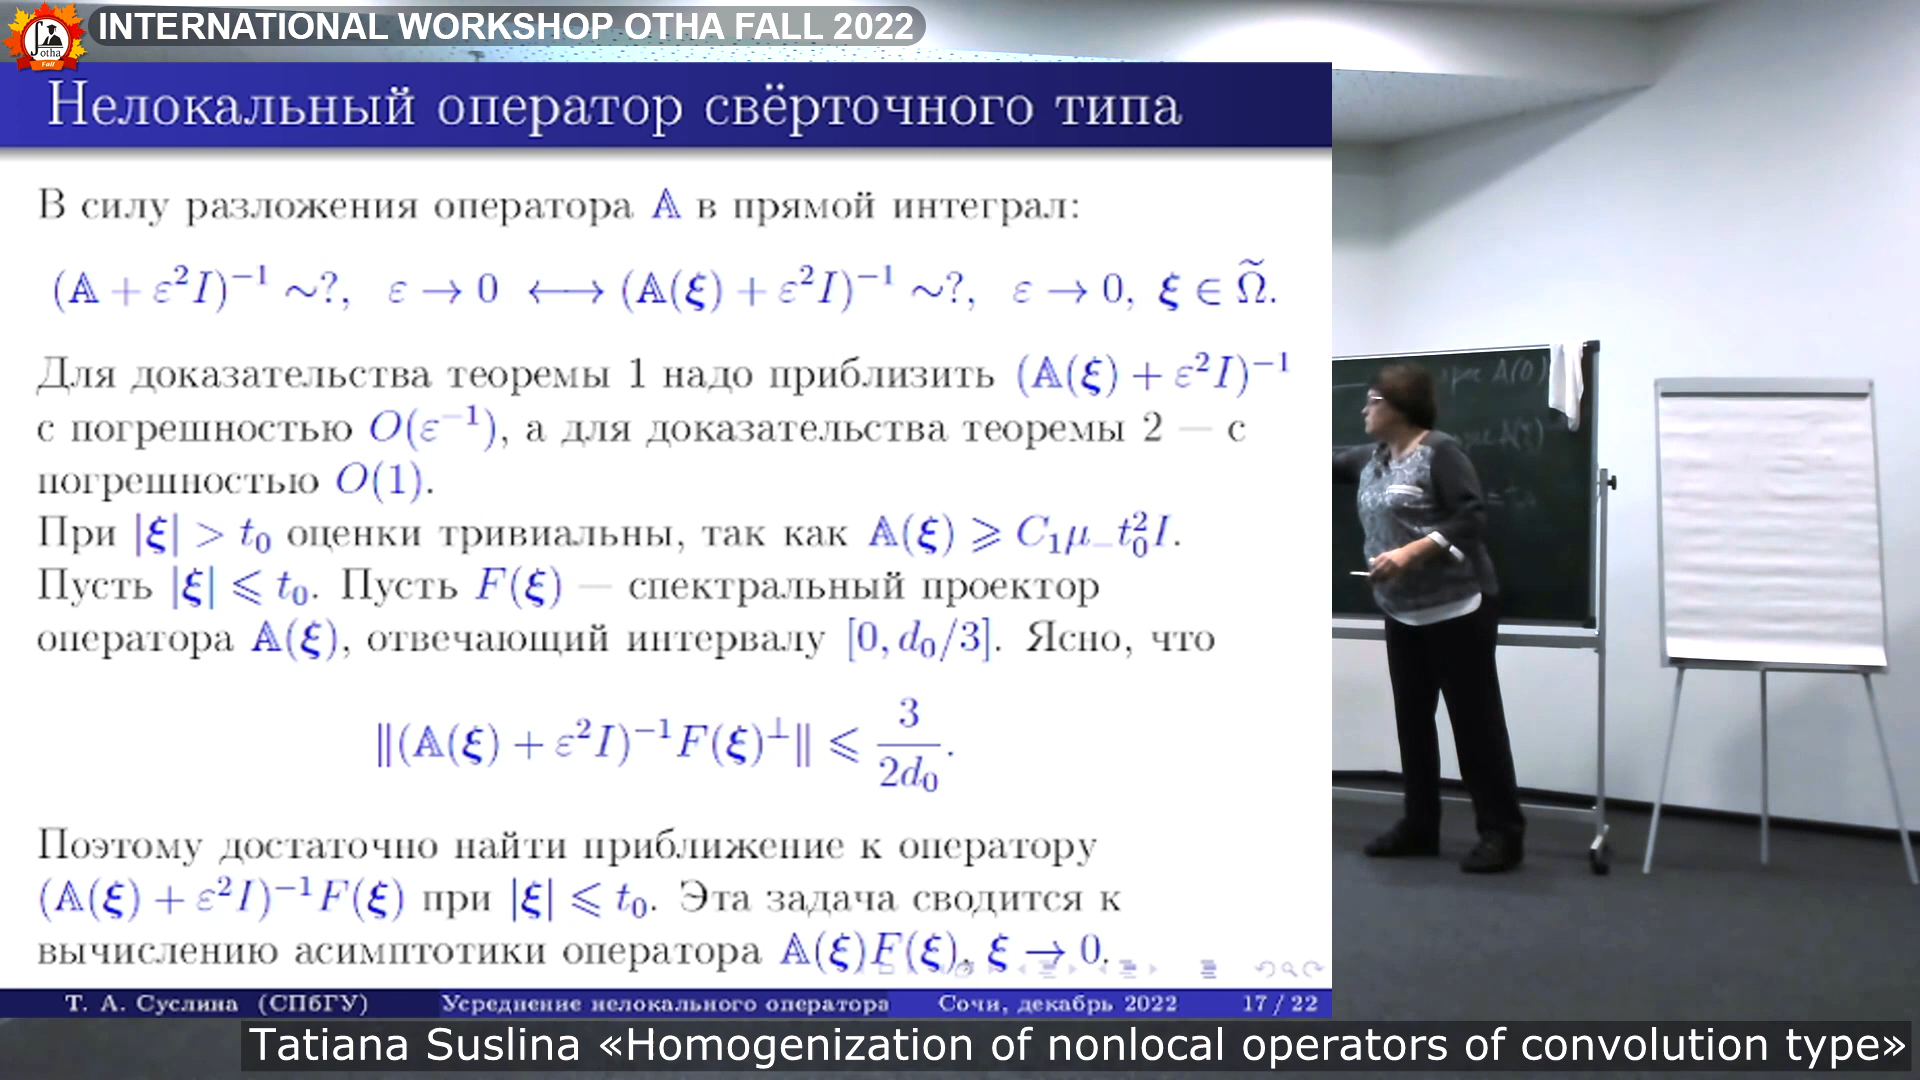 INTERNATIONAL WORKSHOP OTHA FALL 2022
otha
Fall
Нелокальный оператор свёрточного типа
В силу разложения оператора 𝔸 в прямой интеграл:
(𝔸 + ε²I)⁻¹ ∼?, ε → 0 ⟷ (𝔸(ξ) + ε²I)⁻¹ ∼?, ε → 0, ξ ∈ Ω̃.
Для доказательства теоремы 1 надо приблизить (𝔸(ξ) + ε²I)⁻¹
с погрешностью O(ε⁻¹), а для доказательства теоремы 2 — с
погрешностью O(1).
При |ξ| > t₀ оценки тривиальны, так как 𝔸(ξ) ⩾ C₁μ₋t₀²I.
Пусть |ξ| ⩽ t₀. Пусть F(ξ) — спектральный проектор
оператора 𝔸(ξ), отвечающий интервалу [0, d₀/3]. Ясно, что
‖(𝔸(ξ) + ε²I)⁻¹F(ξ)^⊥‖ ⩽ 3/(2d₀).
Поэтому достаточно найти приближение к оператору
(𝔸(ξ) + ε²I)⁻¹F(ξ) при |ξ| ⩽ t₀. Эта задача сводится к
вычислению асимптотики оператора 𝔸(ξ)F(ξ), ξ → 0.
Т. А. Суслина (СПбГУ) Усреднение нелокального оператора Сочи, декабрь 2022 17 / 22
Tatiana Suslina «Homogenization of nonlocal operators of convolution type»